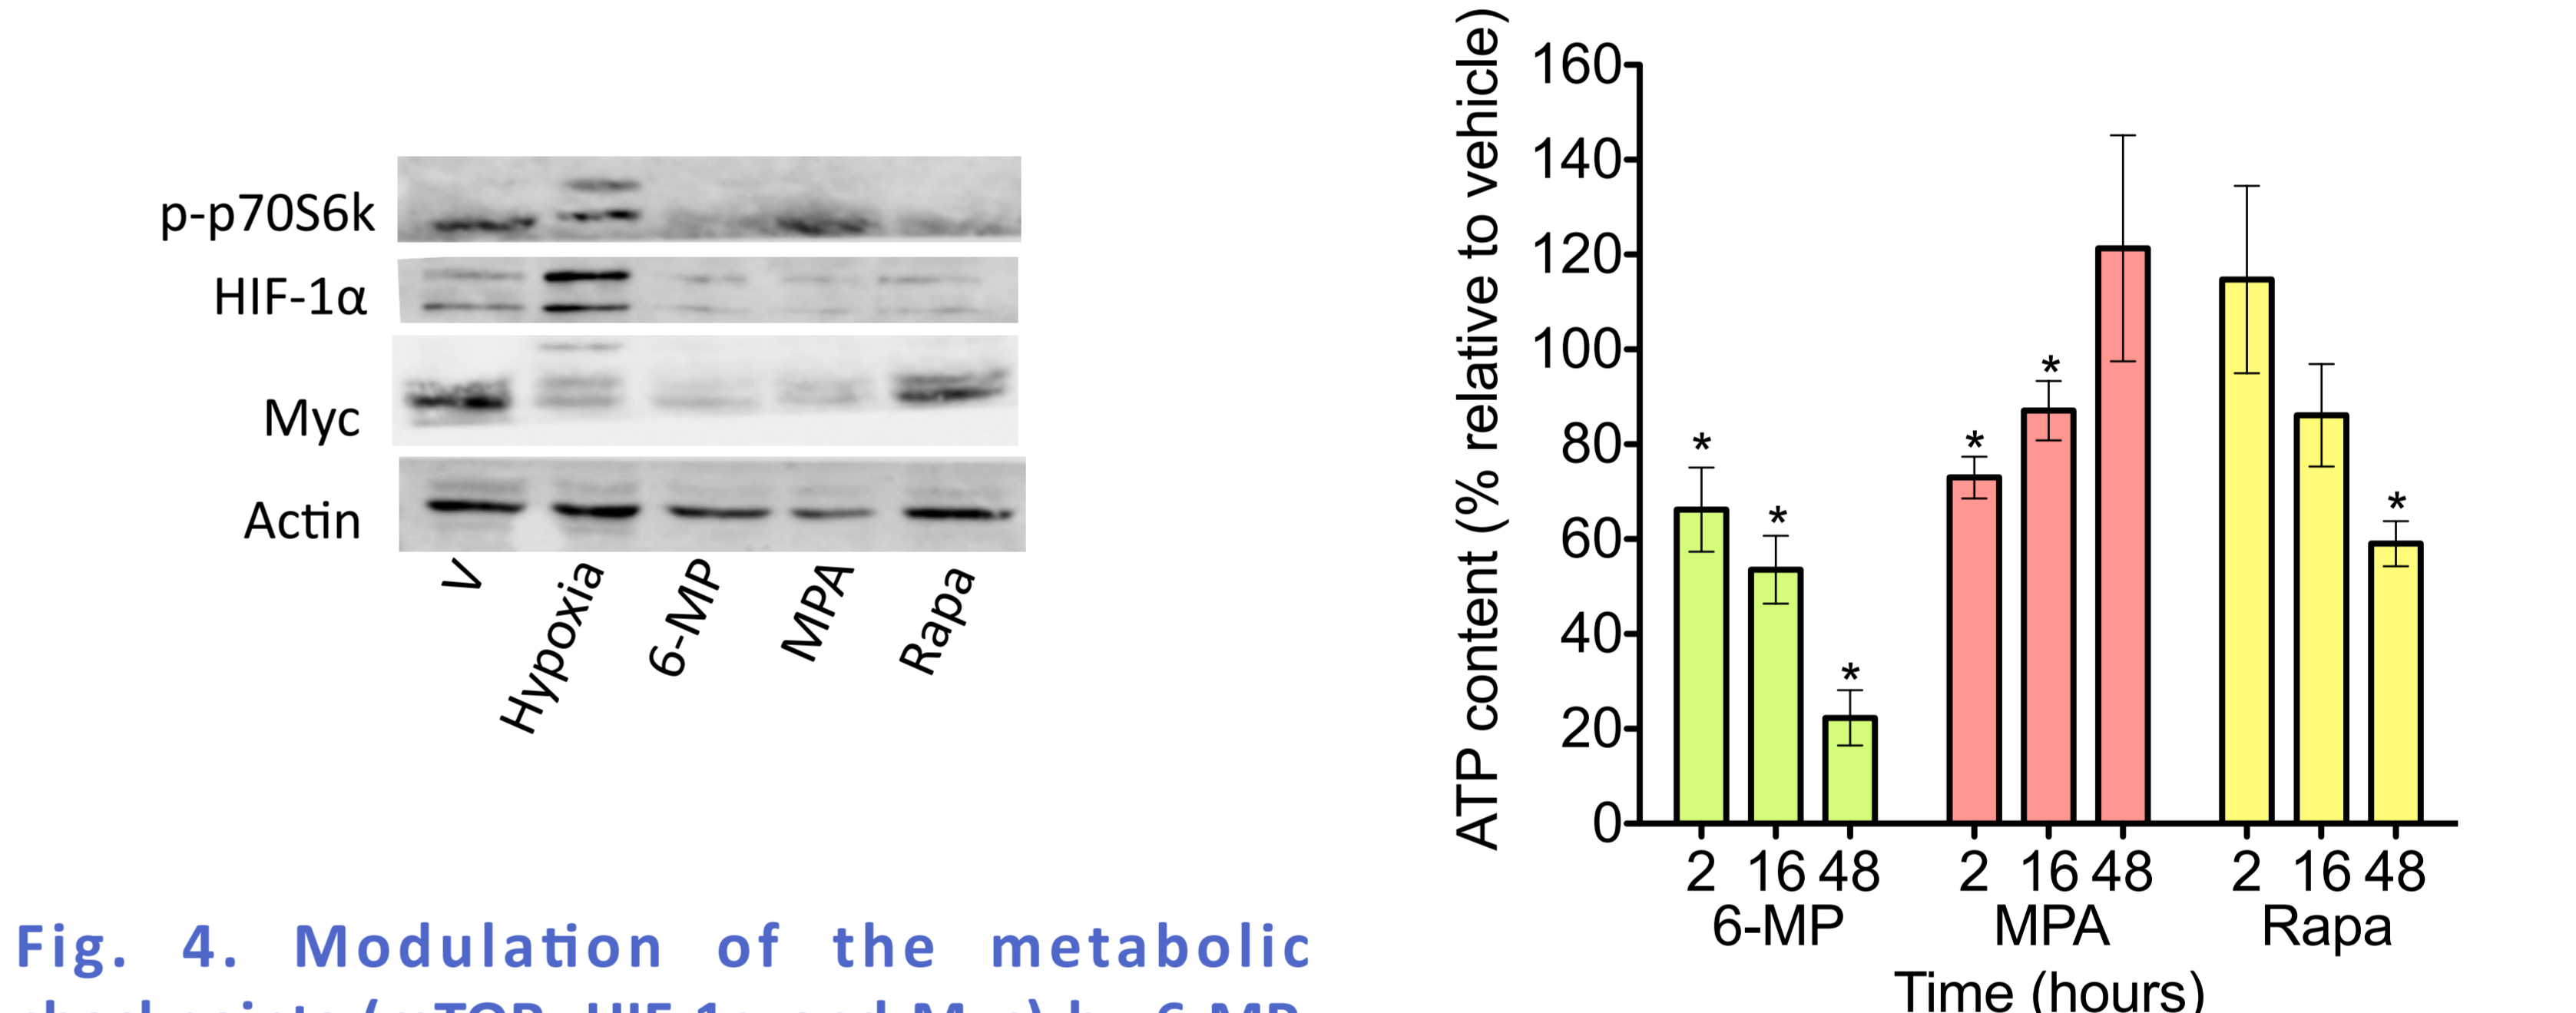 p-p70S6k
HIF-1α
Myc
Actin
V
Hypoxia
6-MP
MPA
Rapa
Fig. 4. Modulation of the metabolic
ATP content (% relative to vehicle)
160
140
120
100
80
60
40
20
0
*
*
*
*
*
*
2 16 48 2 16 48 2 16 48
6-MP MPA Rapa
Time (hours)